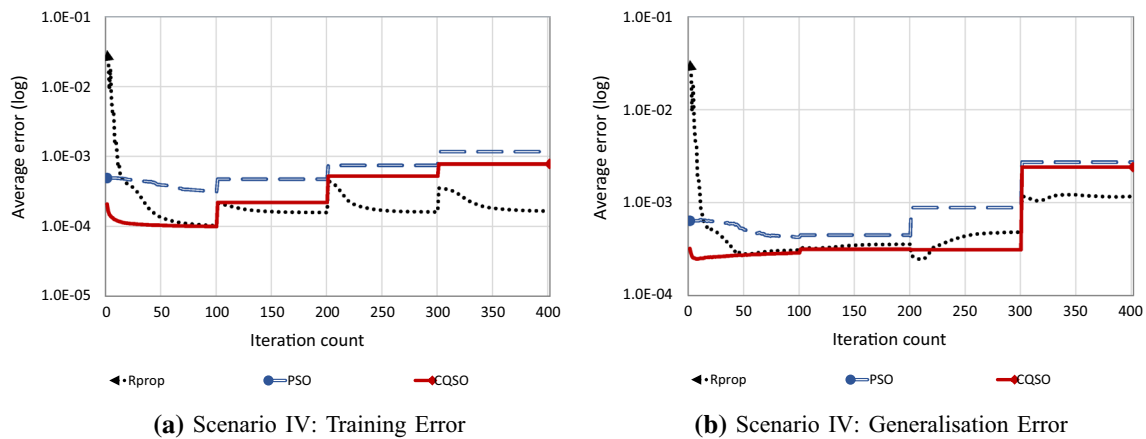 1.0E-01
1.0E-02
1.0E-03
1.0E-04
1.0E-05
Average error (log)
0 50 100 150 200 250 300 350 400
Iteration count
Rprop PSO CQSO
(a) Scenario IV: Training Error
1.0E-01
1.0E-02
1.0E-03
1.0E-04
Average error (log)
0 50 100 150 200 250 300 350 400
Iteration count
Rprop PSO CQSO
(b) Scenario IV: Generalisation Error